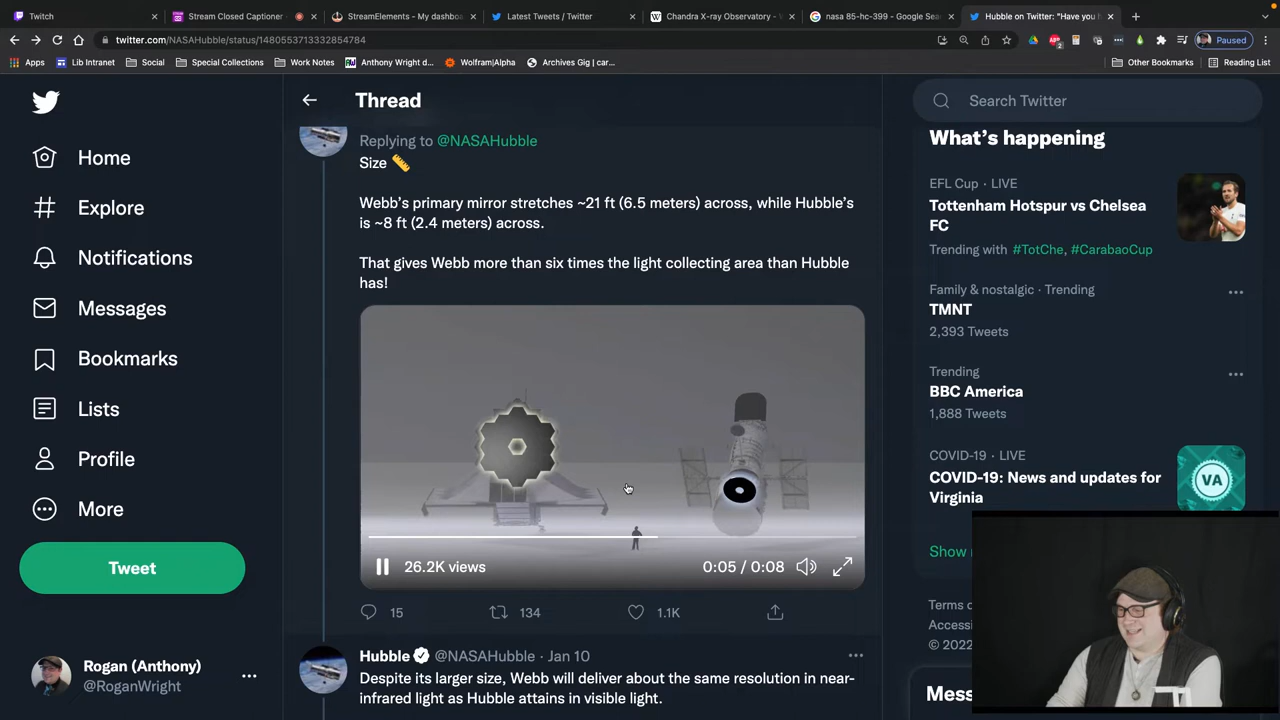 Twitch
Stream Closed Captioner
StreamElements - My dashboa
Latest Tweets / Twitter
Chandra X-ray Observatory - W
nasa 85-hc-399 - Google Sea
Hubble on Twitter: "Have you h
twitter.com/NASAHubble/status/1480553713332854784
Paused
Apps
Lib Intranet
Social
Special Collections
Work Notes
Anthony Wright d...
Wolfram|Alpha
Archives Gig | car...
Other Bookmarks
Reading List
Home
Explore
Notifications
Messages
Bookmarks
Lists
Profile
More
Tweet
Rogan (Anthony)
@RoganWright
Thread
Replying to @NASAHubble
Size 📏
Webb's primary mirror stretches ~21 ft (6.5 meters) across, while Hubble's
is ~8 ft (2.4 meters) across.
That gives Webb more than six times the light collecting area than Hubble
has!
26.2K views
0:05 / 0:08
15
134
1.1K
Hubble @NASAHubble · Jan 10
Despite its larger size, Webb will deliver about the same resolution in near-
infrared light as Hubble attains in visible light.
Search Twitter
What's happening
EFL Cup · LIVE
Tottenham Hotspur vs Chelsea
FC
Trending with #TotChe, #CarabaoCup
Family & nostalgic · Trending
TMNT
2,393 Tweets
Trending
BBC America
1,888 Tweets
COVID-19 · LIVE
COVID-19: News and updates for
Virginia
VA
Show
Terms o
Accessi
© 2022
Mess